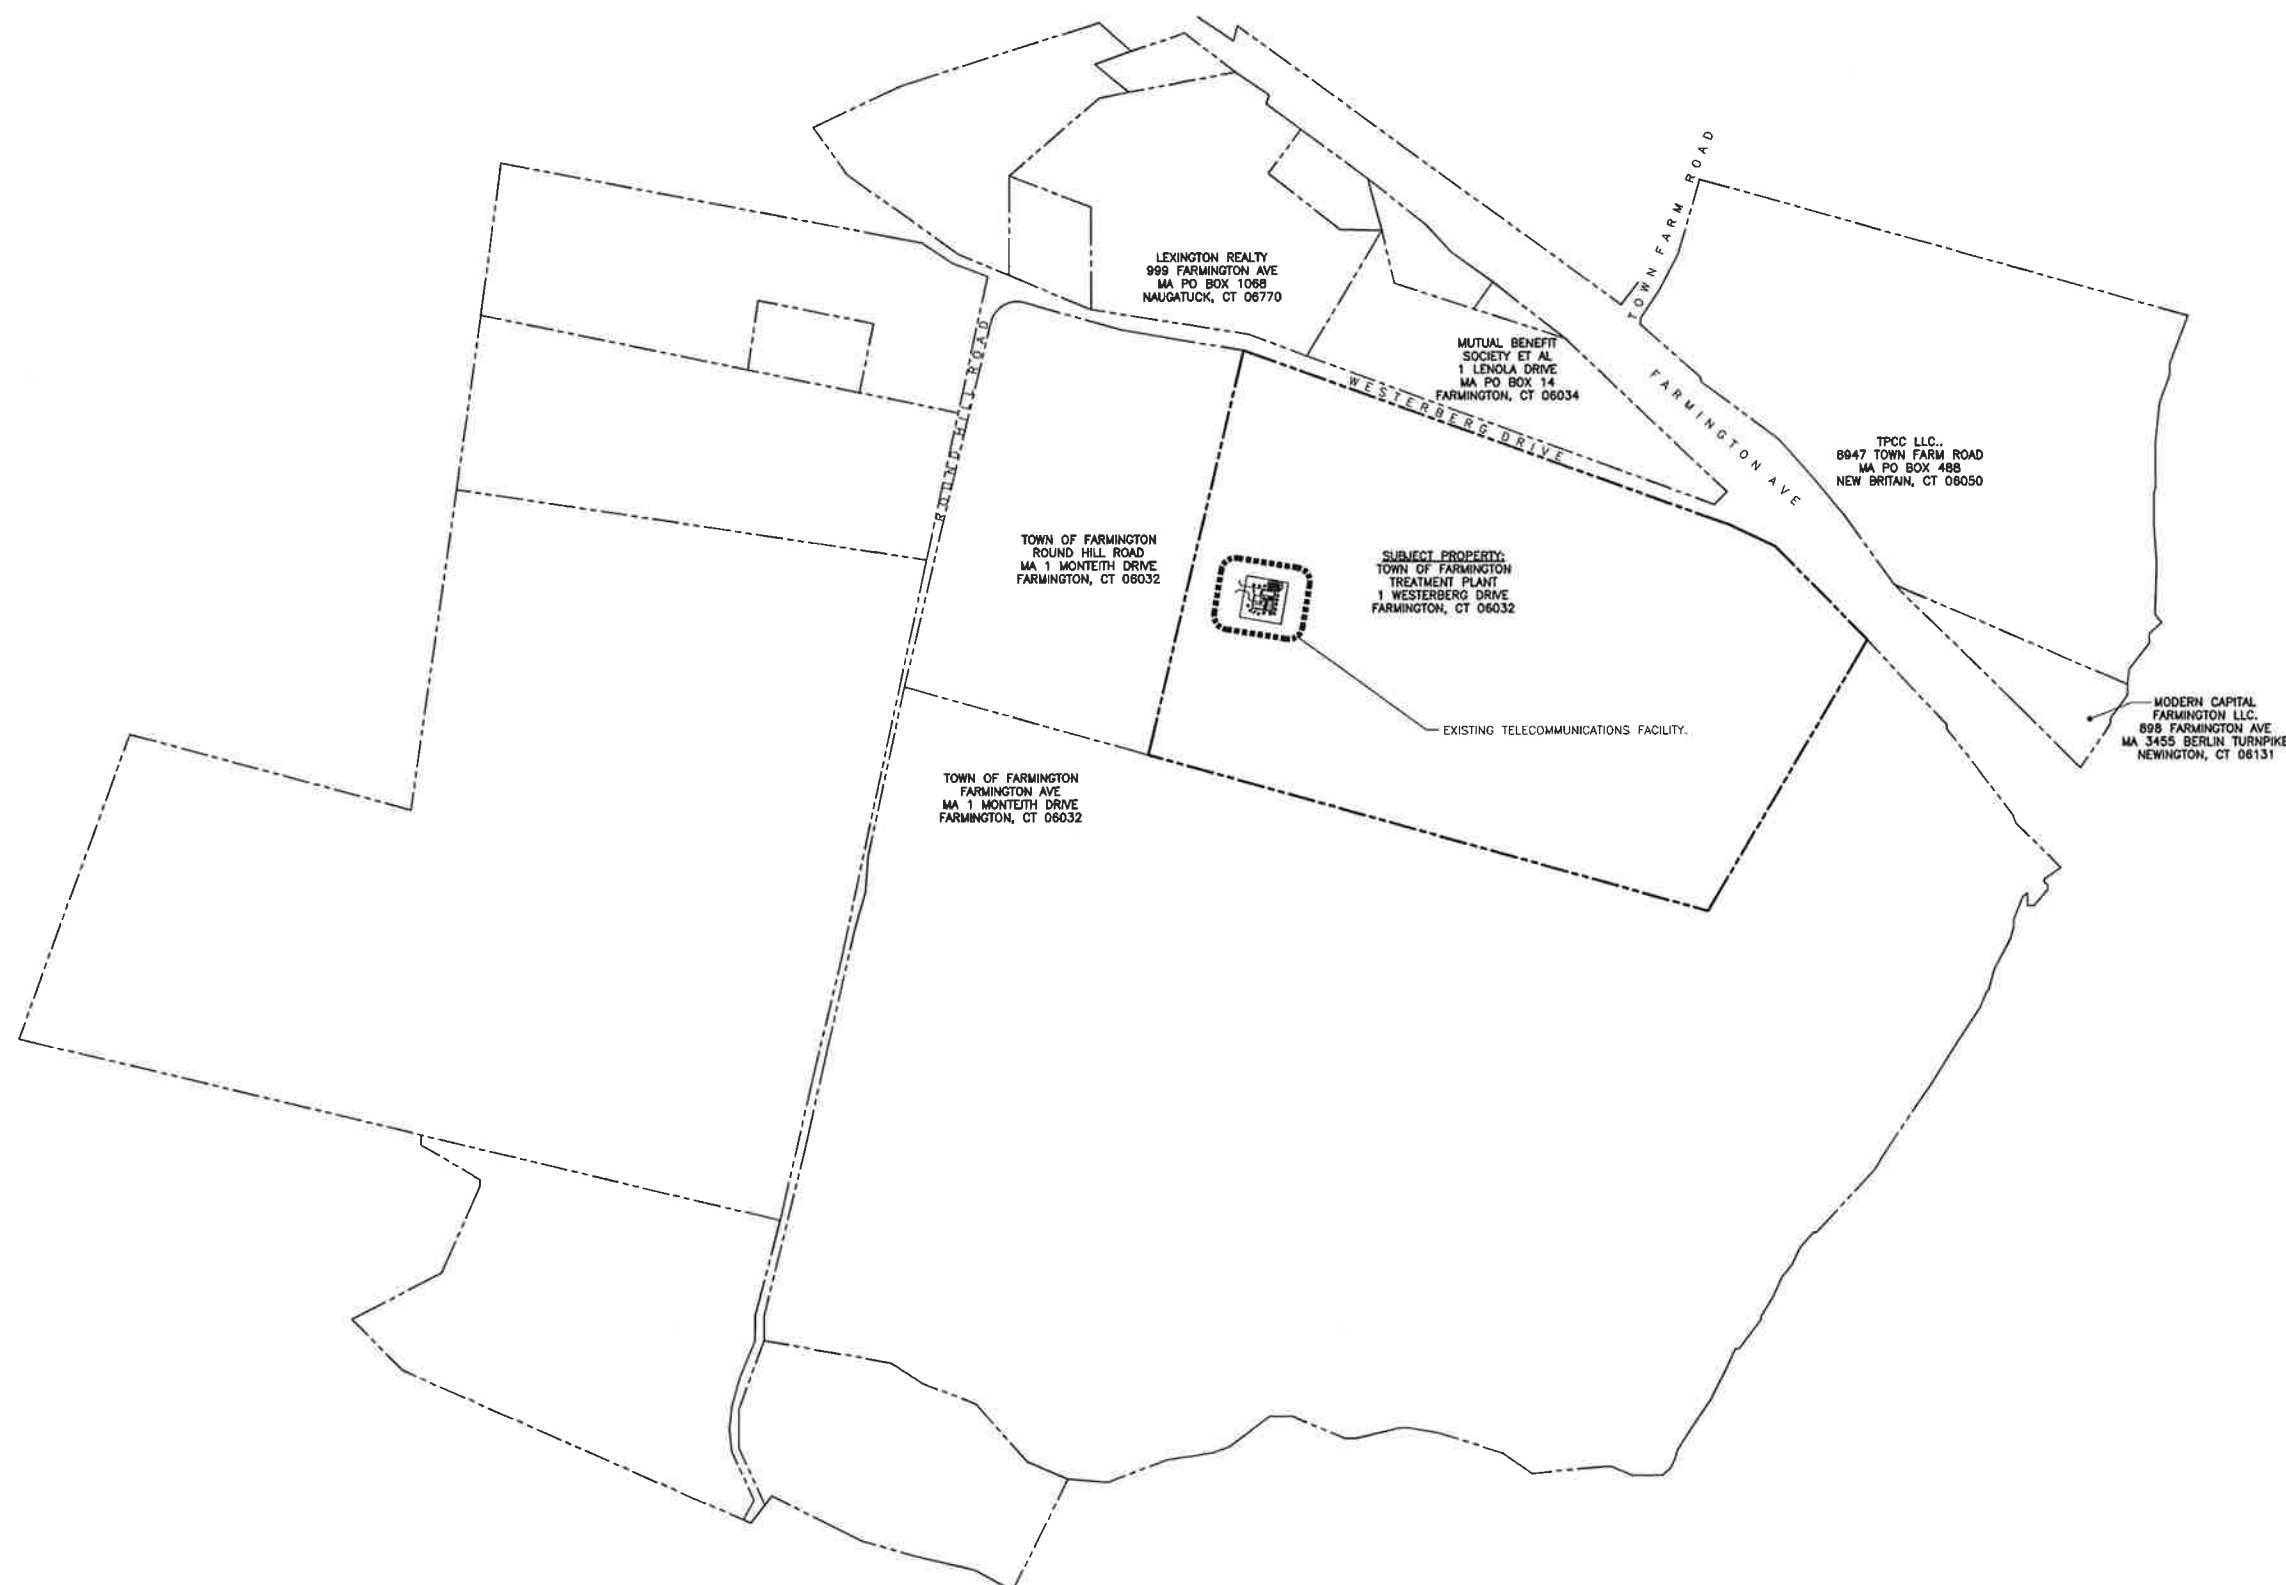 TOWN FARM ROAD
LEXINGTON REALTY
999 FARMINGTON AVE
MA PO BOX 1068
NAUGATUCK, CT 06770
ROUND HILL ROAD
MUTUAL BENEFIT
SOCIETY ET AL
1 LENOLA DRIVE
MA PO BOX 14
FARMINGTON, CT 06034
WESTERBERG DRIVE
FARMINGTON AVE
TPCC LLC.,
6947 TOWN FARM ROAD
MA PO BOX 488
NEW BRITAIN, CT 06050
TOWN OF FARMINGTON
ROUND HILL ROAD
MA 1 MONTEITH DRIVE
FARMINGTON, CT 06032
SUBJECT PROPERTY:
TOWN OF FARMINGTON
TREATMENT PLANT
1 WESTERBERG DRIVE
FARMINGTON, CT 06032
EXISTING TELECOMMUNICATIONS FACILITY.
MODERN CAPITAL
FARMINGTON LLC.
898 FARMINGTON AVE
MA 3455 BERLIN TURNPIKE
NEWINGTON, CT 06131
TOWN OF FARMINGTON
FARMINGTON AVE
MA 1 MONTEITH DRIVE
FARMINGTON, CT 06032